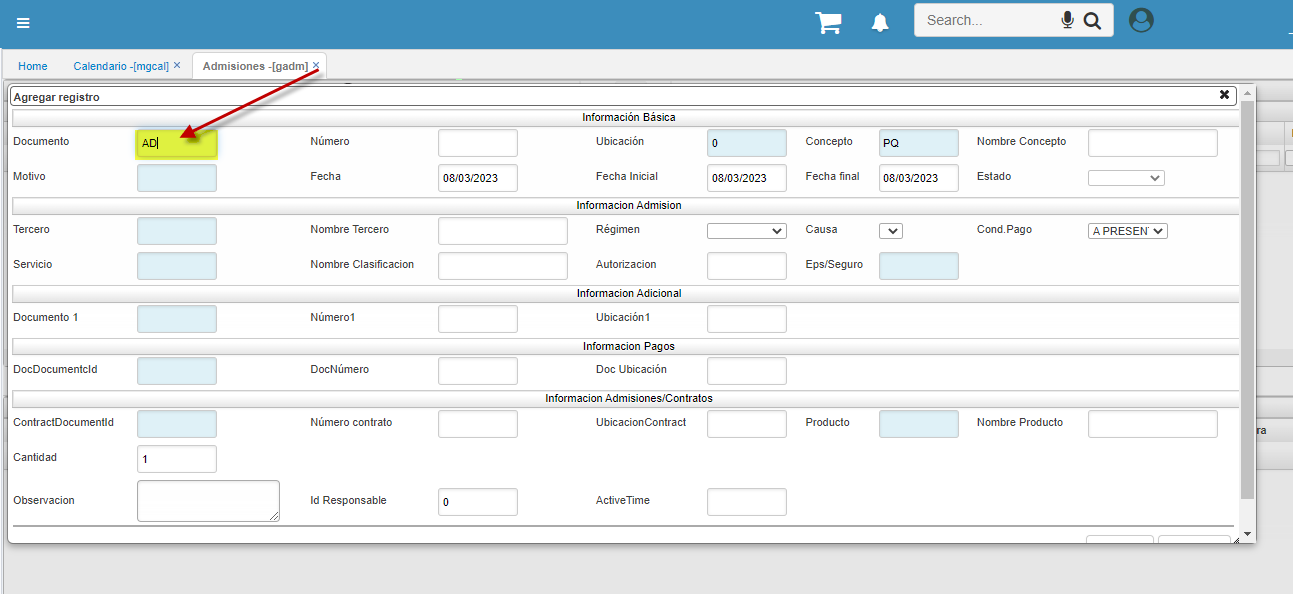 Search...
Home Calendario -[mgcal] × Admisiones -[gadm] ×
Agregar registro
Información Básica
Documento AD Número Ubicación 0 Concepto PQ Nombre Concepto
Motivo Fecha 08/03/2023 Fecha Inicial 08/03/2023 Fecha final 08/03/2023 Estado
Informacion Admision
Tercero Nombre Tercero Régimen Causa Cond.Pago A PRESEN
Servicio Nombre Clasificacion Autorizacion Eps/Seguro
Informacion Adicional
Documento 1 Número1 Ubicación1
Informacion Pagos
DocDocumentcId DocNúmero Doc Ubicación
Informacion Admisiones/Contratos
ContractDocumentId Número contrato UbicacionContract Producto Nombre Producto
ra
Cantidad 1
Observacion Id Responsable 0 ActiveTime